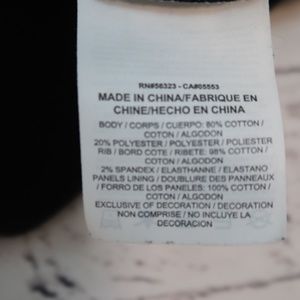 RN#56323 - CA#05553
MADE IN CHINA/FABRIQUE EN
CHINE/HECHO EN CHINA
BODY / CORPS / CUERPO: 80% COTTON /
COTON / ALGODON
20% POLYESTER / POLYESTER / POLIESTER
RIB / BORD COTE / RIBETE: 98% COTTON /
COTON / ALGODON
2% SPANDEX / ELASTHANNE / ELASTANO
PANELS LINING / DOUBLURE DES PANNEAUX
/ FORRO DE LOS PANELES: 100% COTTON /
COTON / ALGODON
EXCLUSIVE OF DECORATION / DECORATION
NON COMPRISE / NO INCLUYE LA
DECORACION